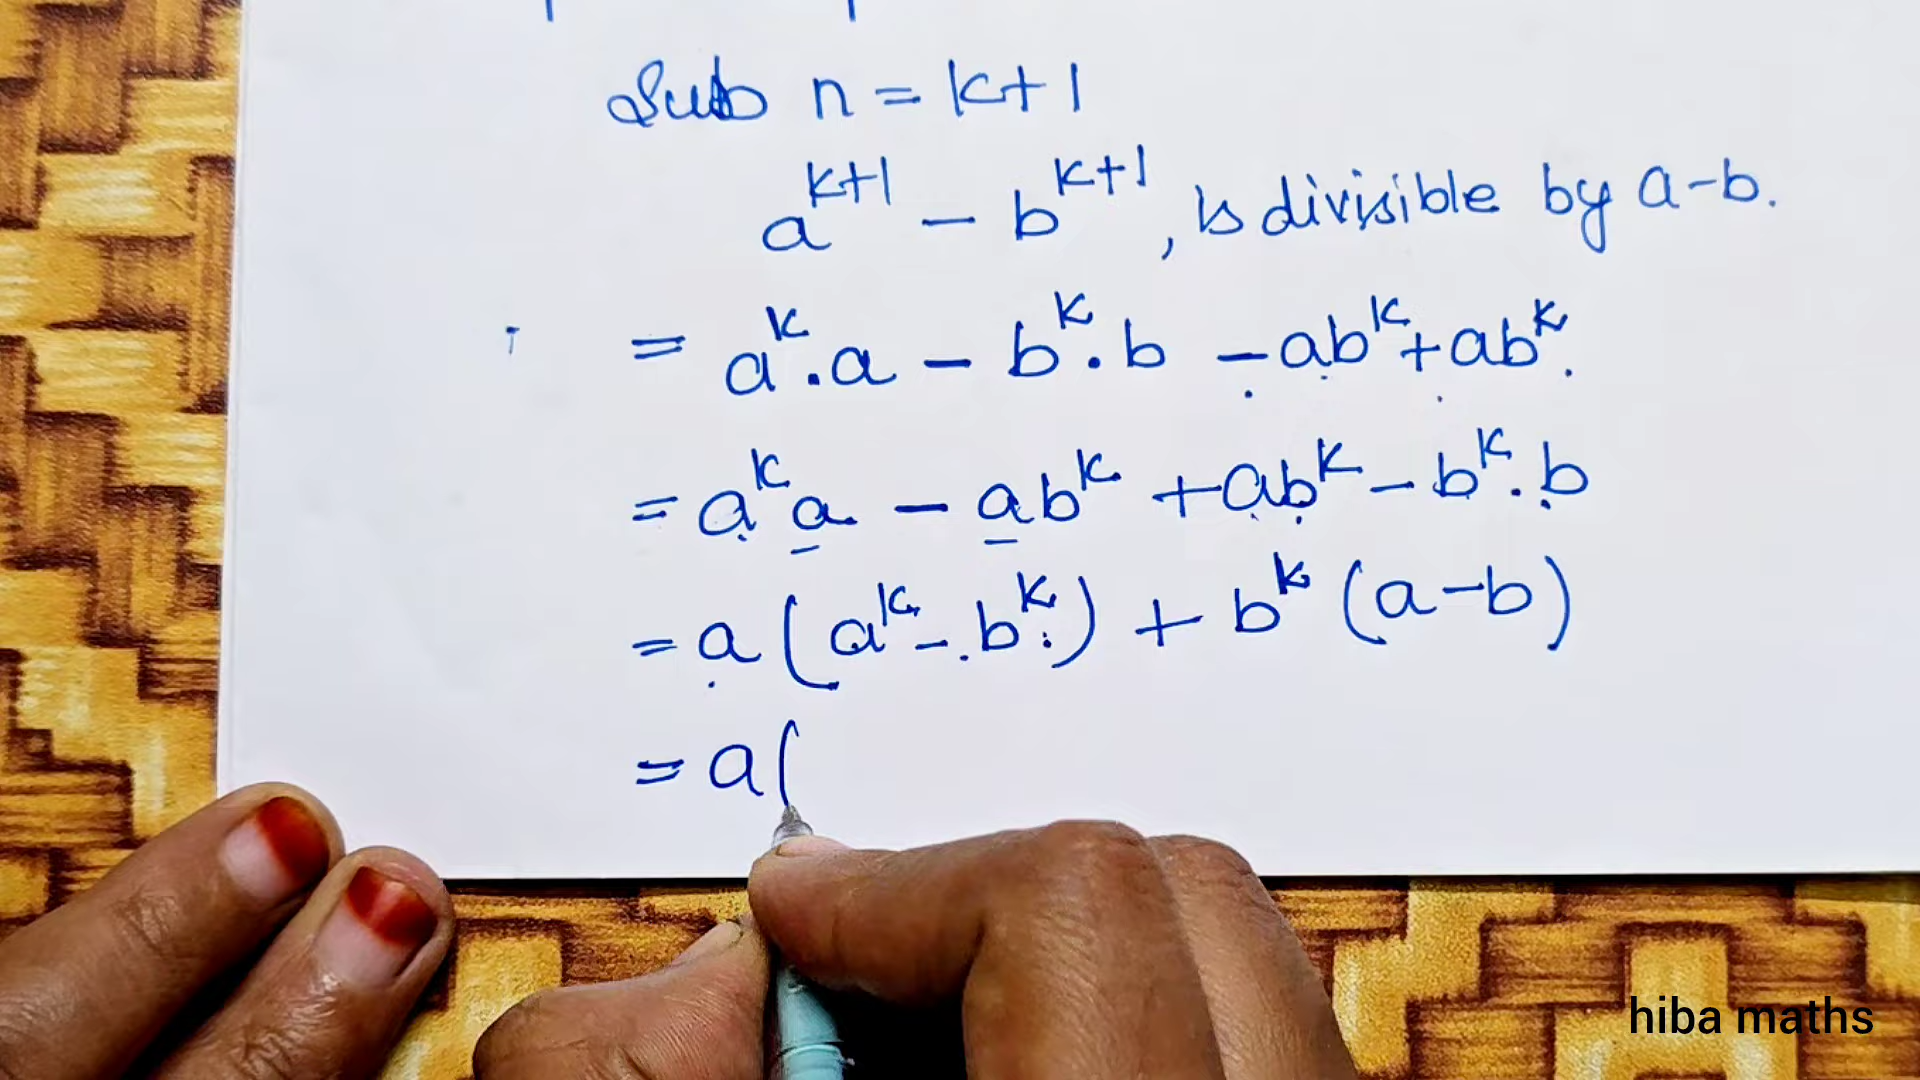 Sub n = k+1
a^{k+1} - b^{k+1}, is divisible by a-b.
= a^k . a - b^k . b - ab^k + ab^k.
= a^k a - ab^k + ab^k - b^k . b
= a (a^k - b^k) + b^k (a-b)
= a(
hiba maths